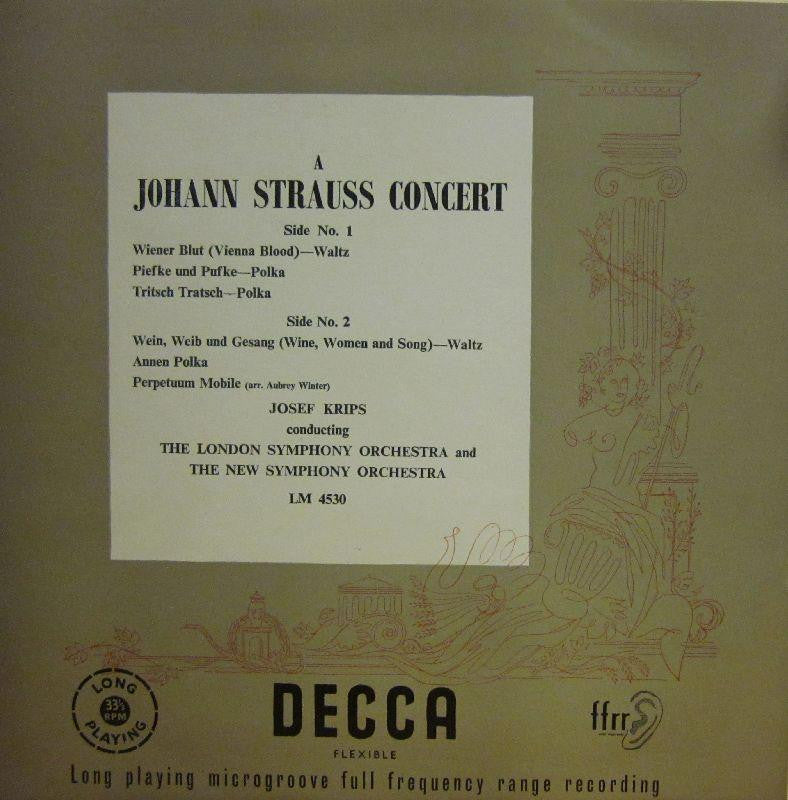 A
JOHANN STRAUSS CONCERT
Side No. 1
Wiener Blut (Vienna Blood)—Waltz
Piefke und Pufke—Polka
Tritsch Tratsch—Polka
Side No. 2
Wein, Weib und Gesang (Wine, Women and Song)—Waltz
Annen Polka
Perpetuum Mobile (arr. Aubrey Winter)
JOSEF KRIPS
conducting
THE LONDON SYMPHONY ORCHESTRA and
THE NEW SYMPHONY ORCHESTRA
LM 4530
LONG
33⅓
RPM
PLAYING
DECCA
ffrr
FLEXIBLE
Long playing microgroove full frequency range recording